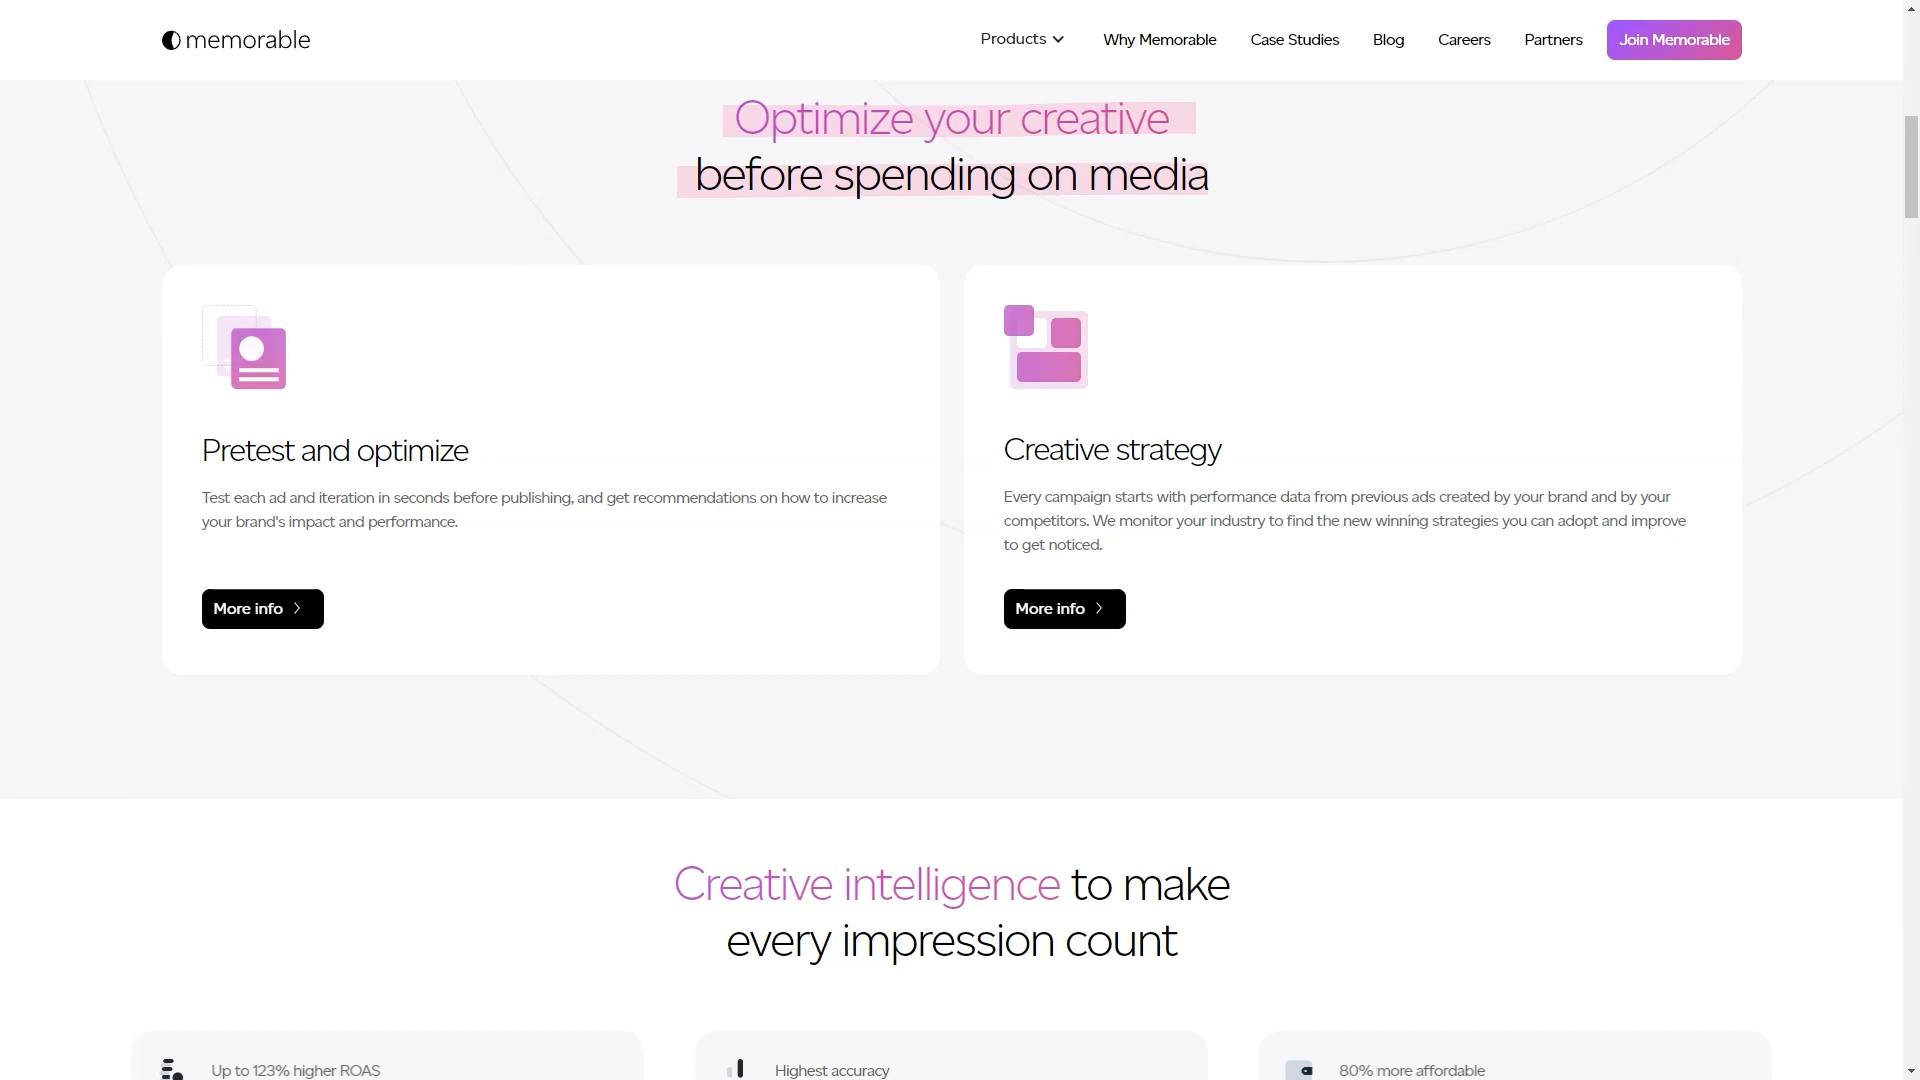 memorable
Products
Why Memorable
Case Studies
Blog
Careers
Partners
Join Memorable
Optimize your creative
before spending on media
Pretest and optimize
Test each ad and iteration in seconds before publishing, and get recommendations on how to increase
your brand's impact and performance.
More info
Creative strategy
Every campaign starts with performance data from previous ads created by your brand and by your
competitors. We monitor your industry to find the new winning strategies you can adopt and improve
to get noticed.
More info
Creative intelligence to make
every impression count
Up to 123% higher ROAS
Highest accuracy
80% more affordable